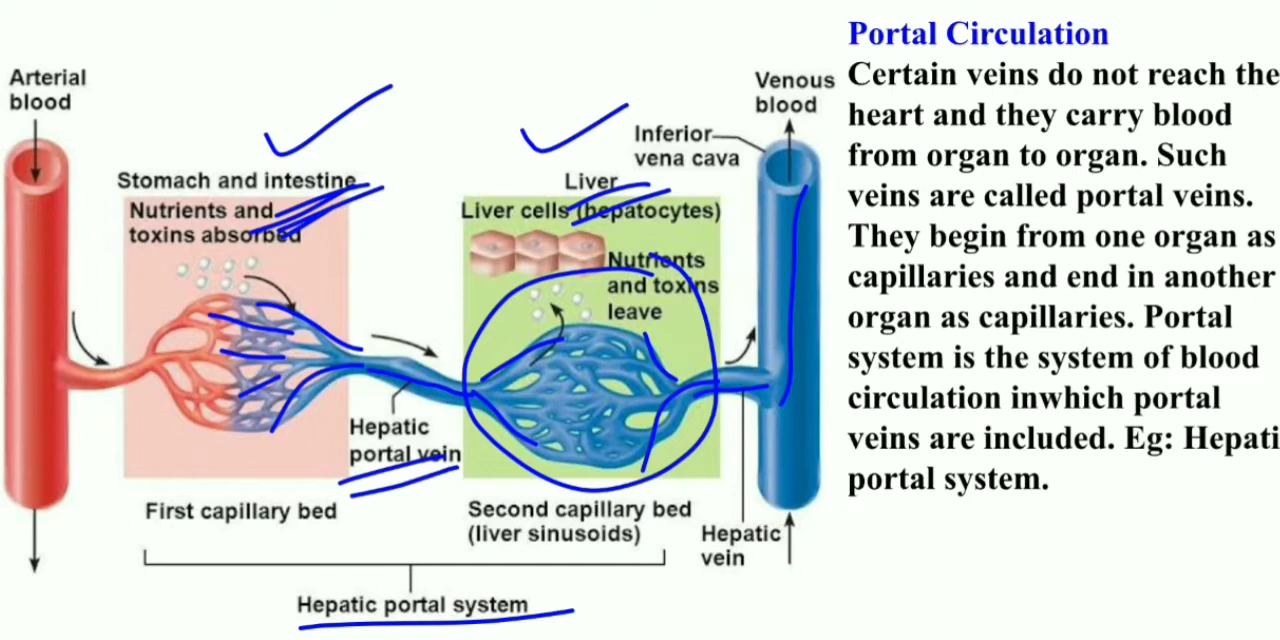 Arterial
blood
Stomach and intestine
Nutrients and
toxins absorbed
First capillary bed
Hepatic
portal vein
Liver
Liver cells (hepatocytes)
Nutrients
and toxins
leave
Second capillary bed
(liver sinusoids)
Hepatic portal system
Inferior
vena cava
Venous
blood
Hepatic
vein
Portal Circulation
Certain veins do not reach the
heart and they carry blood
from organ to organ. Such
veins are called portal veins.
They begin from one organ as
capillaries and end in another
organ as capillaries. Portal
system is the system of blood
circulation inwhich portal
veins are included. Eg: Hepati
portal system.